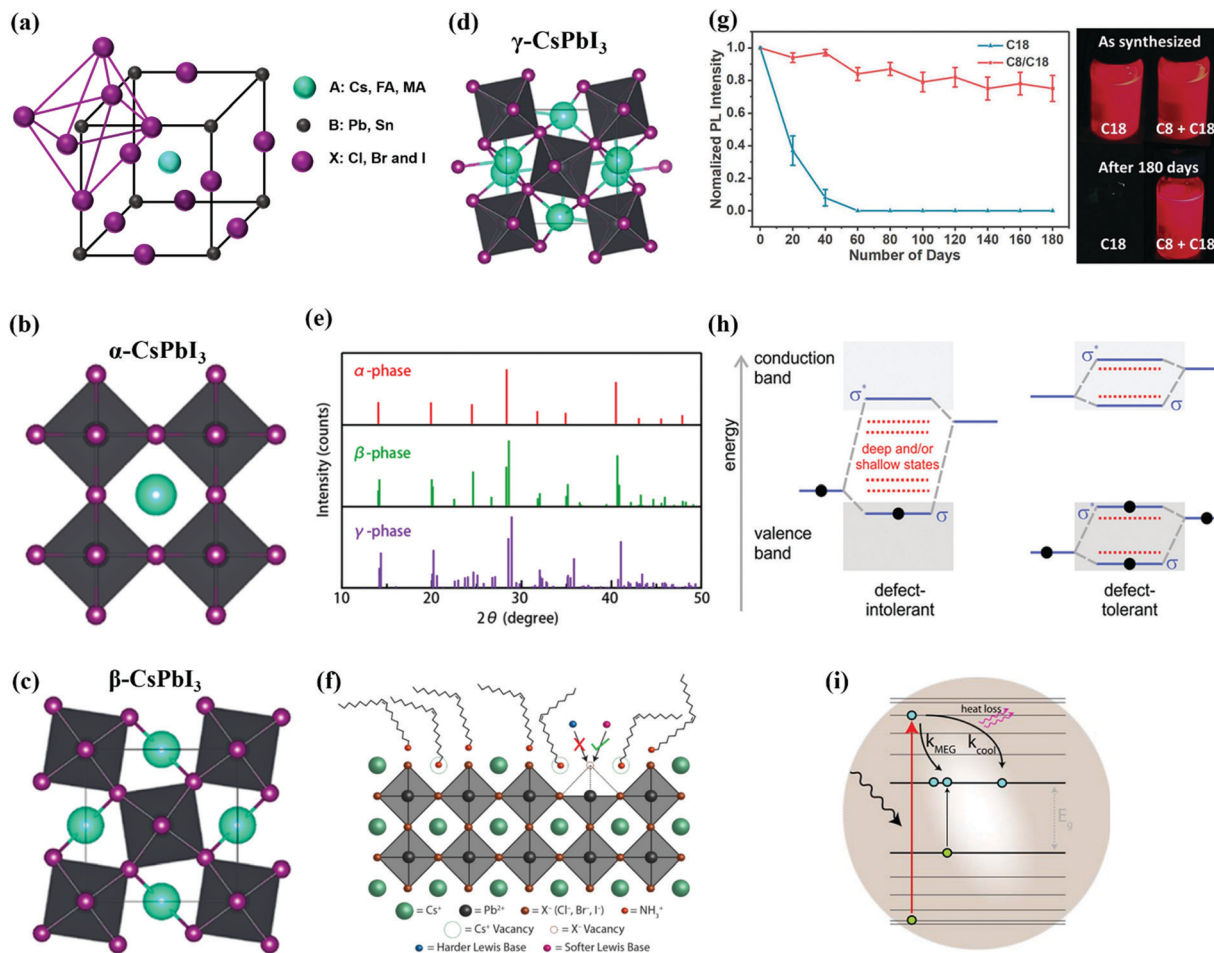 (a)
A: Cs, FA, MA
B: Pb, Sn
X: Cl, Br and I
(b)
α-CsPbI3
(c)
β-CsPbI3
(d)
γ-CsPbI3
(e)
Intensity (counts)
α-phase
β-phase
γ-phase
10 20 30 40 50
2θ (degree)
(f)
= Cs⁺ = Pb²⁺ = X⁻ (Cl⁻, Br⁻, I⁻) = NH₃⁺
= Cs⁺ Vacancy = X⁻ Vacancy
= Harder Lewis Base = Softer Lewis Base
(g)
Nomalized PL Intensity
1.0
0.8
0.6
0.4
0.2
0.0
C18
C8/C18
0 20 40 60 80 100 120 140 160 180
Number of Days
As synthesized
C18 C8 + C18
After 180 days
C18 C8 + C18
(h)
energy
conduction
band
valence
band
σ*
deep and/or
shallow states
σ
defect-
intolerant
σ*
σ
σ*
σ
defect-
tolerant
(i)
heat loss
kMEG
kcool
Eg